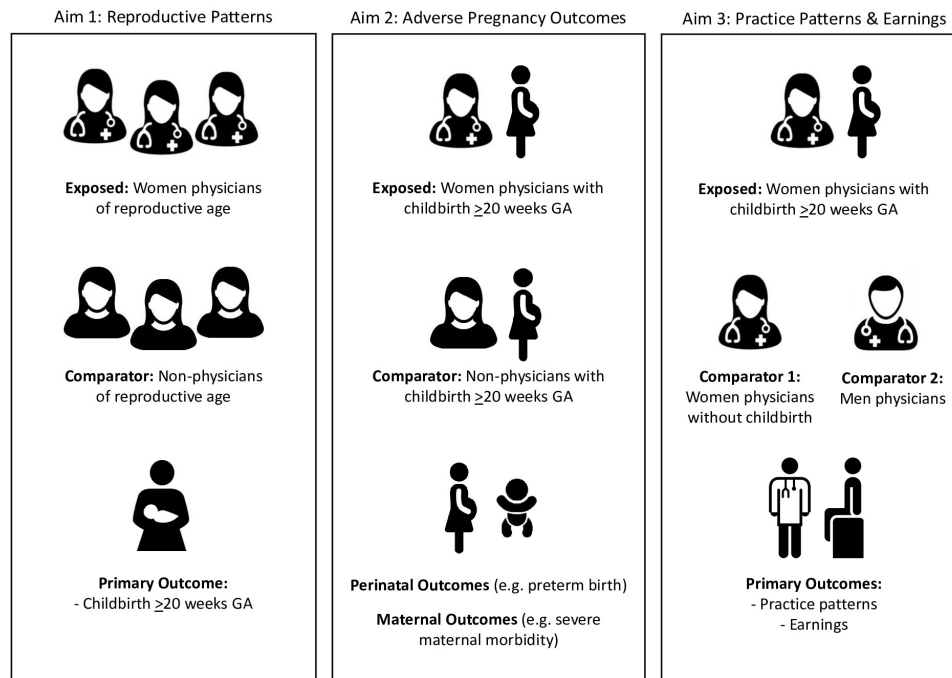 Aim 1: Reproductive Patterns
Exposed: Women physicians
of reproductive age
Comparator: Non-physicians
of reproductive age
Primary Outcome:
- Childbirth ≥20 weeks GA
Aim 2: Adverse Pregnancy Outcomes
Exposed: Women physicians with
childbirth ≥20 weeks GA
Comparator: Non-physicians with
childbirth ≥20 weeks GA
Perinatal Outcomes (e.g. preterm birth)
Maternal Outcomes (e.g. severe
maternal morbidity)
Aim 3: Practice Patterns & Earnings
Exposed: Women physicians with
childbirth ≥20 weeks GA
Comparator 1:
Women physicians
without childbirth
Comparator 2:
Men physicians
Primary Outcomes:
- Practice patterns
- Earnings